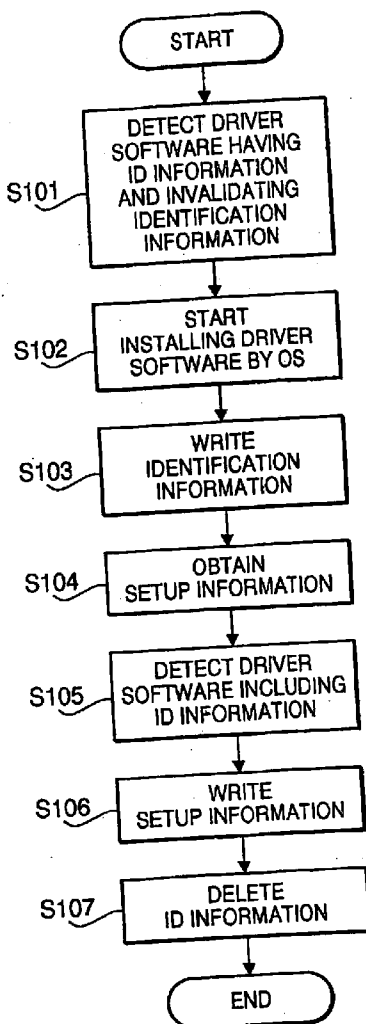 START
S101
DETECT DRIVER
SOFTWARE HAVING
ID INFORMATION
AND INVALIDATING
IDENTIFICATION
INFORMATION
S102
START
INSTALLING DRIVER
SOFTWARE BY OS
S103
WRITE
IDENTIFICATION
INFORMATION
S104
OBTAIN
SETUP INFORMATION
S105
DETECT DRIVER
SOFTWARE INCLUDING
ID INFORMATION
S106
WRITE
SETUP INFORMATION
S107
DELETE
ID INFORMATION
END